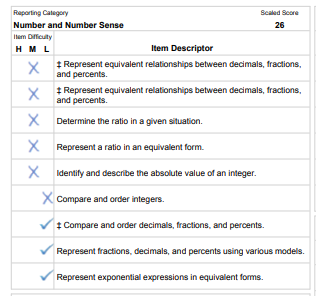 Reporting Category Scaled Score
Number and Number Sense 26
Item Difficulty
H M L Item Descriptor
‡ Represent equivalent relationships between decimals, fractions,
and percents.
‡ Represent equivalent relationships between decimals, fractions,
and percents.
Determine the ratio in a given situation.
Represent a ratio in an equivalent form.
Identify and describe the absolute value of an integer.
Compare and order integers.
‡ Compare and order decimals, fractions, and percents.
Represent fractions, decimals, and percents using various models.
Represent exponential expressions in equivalent forms.